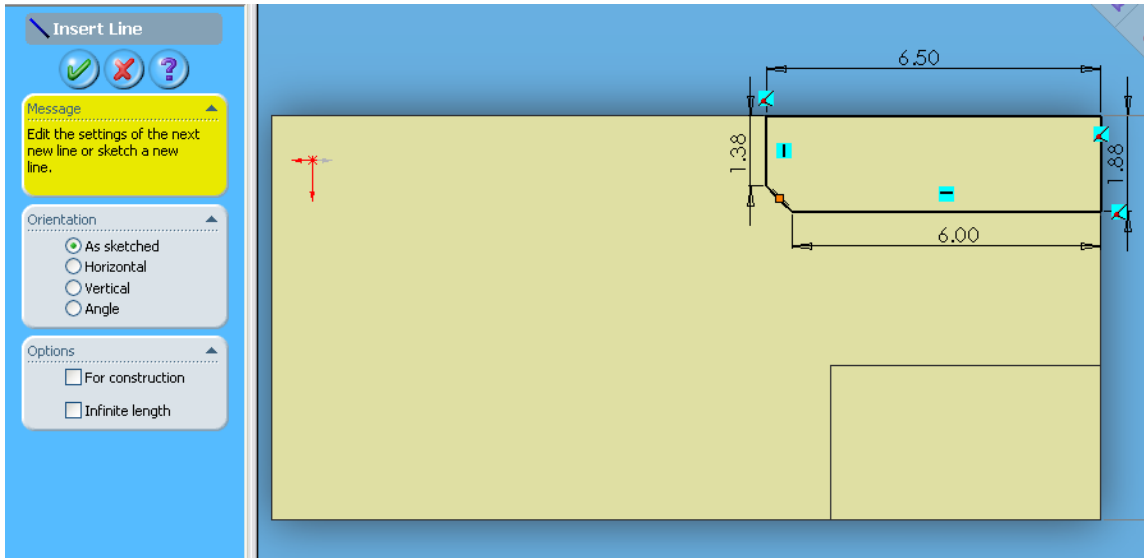 Insert Line
Message
Edit the settings of the next
new line or sketch a new
line.
Orientation
As sketched
Horizontal
Vertical
Angle
Options
For construction
Infinite length
6.50
1.38
1.88
6.00